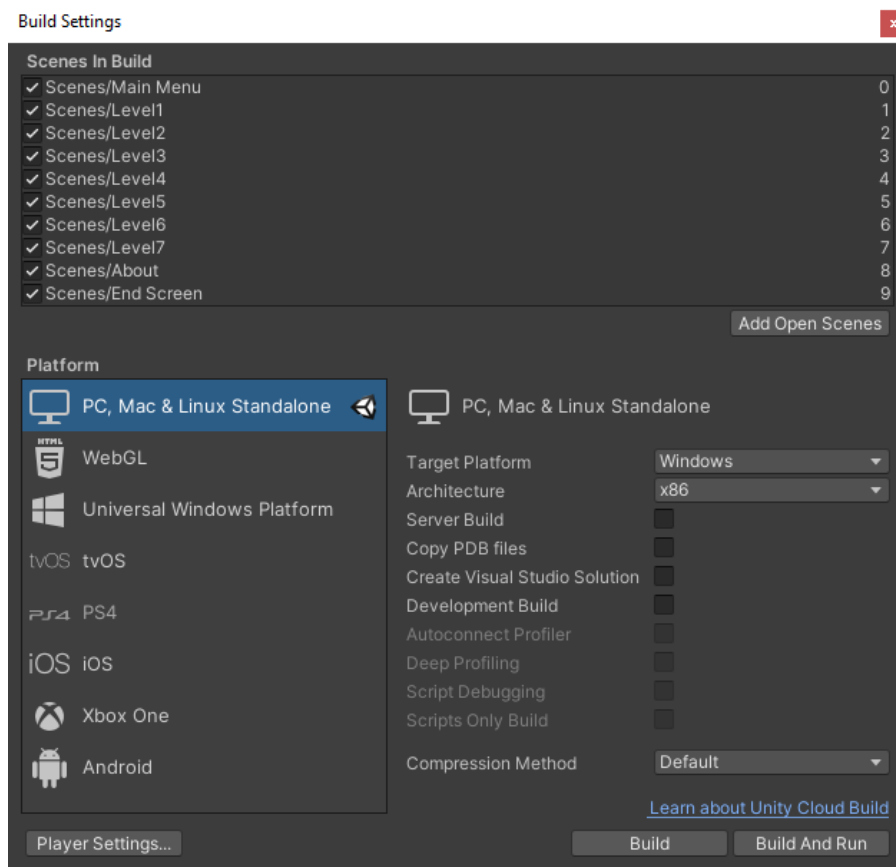 Build Settings
x
Scenes In Build
Scenes/Main Menu 0
Scenes/Level1 1
Scenes/Level2 2
Scenes/Level3 3
Scenes/Level4 4
Scenes/Level5 5
Scenes/Level6 6
Scenes/Level7 7
Scenes/About 8
Scenes/End Screen 9
Add Open Scenes
Platform
PC, Mac & Linux Standalone
HTML 5 WebGL
Universal Windows Platform
tvOS tvOS
PS4 PS4
iOS iOS
Xbox One
Android
PC, Mac & Linux Standalone
Target Platform Windows
Architecture x86
Server Build
Copy PDB files
Create Visual Studio Solution
Development Build
Autoconnect Profiler
Deep Profiling
Script Debugging
Scripts Only Build
Compression Method Default
Learn about Unity Cloud Build
Player Settings... Build Build And Run